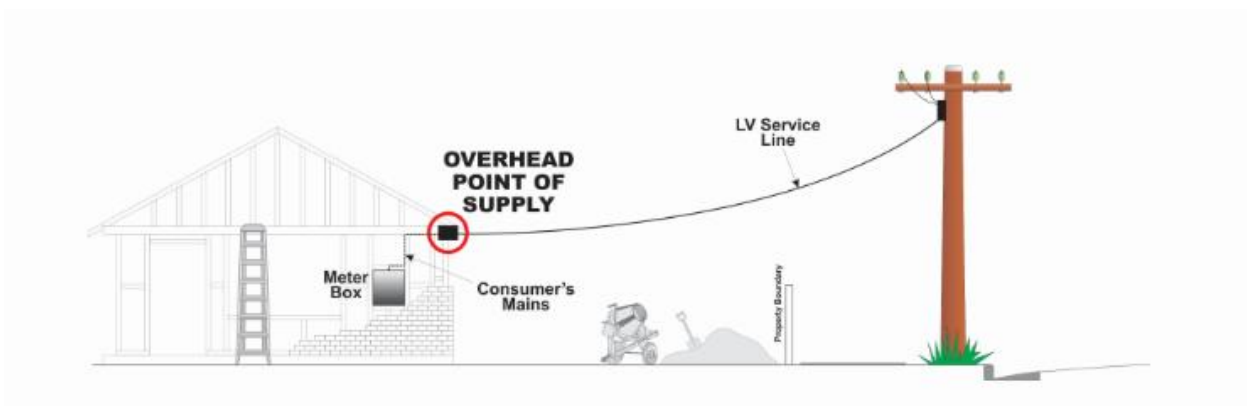 LV Service
Line
OVERHEAD
POINT OF
SUPPLY
Meter
Box
Consumer's
Mains
Property Boundary